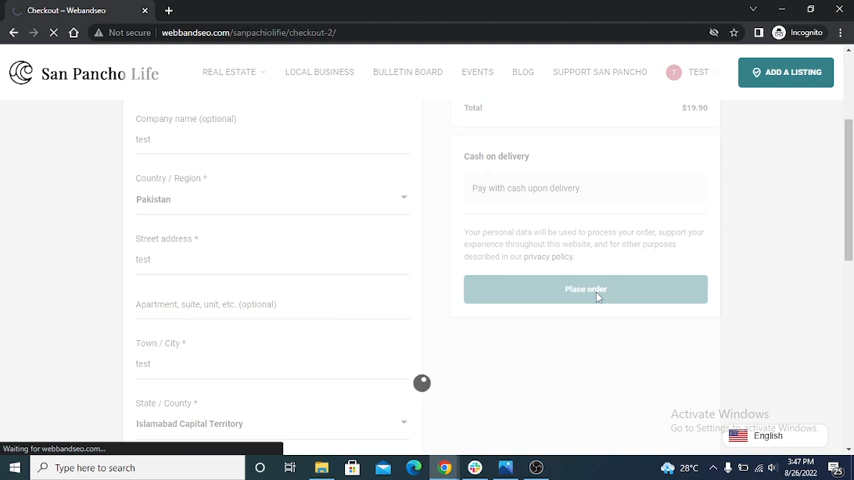 Checkout – Webandseo
Incognito
Not secure
webbandseo.com/sanpachiolifie/checkout-2/
San Pancho Life
REAL ESTATE
LOCAL BUSINESS
BULLETIN BOARD
EVENTS
BLOG
SUPPORT SAN PANCHO
T
TEST
ADD A LISTING
Company name (optional)
test
Country / Region *
Pakistan
Street address *
test
Apartment, suite, unit, etc. (optional)
Town / City *
test
State / County *
Islamabad Capital Territory
Total
$19.90
Cash on delivery
Pay with cash upon delivery.
Your personal data will be used to process your order, support your
experience throughout this website, and for other purposes
described in our privacy policy.
Place order
Activate Windows
Go to Settings to activate Windows.
English
Waiting for webbandseo.com...
Type here to search
28°C
3:47 PM
8/26/2022
25